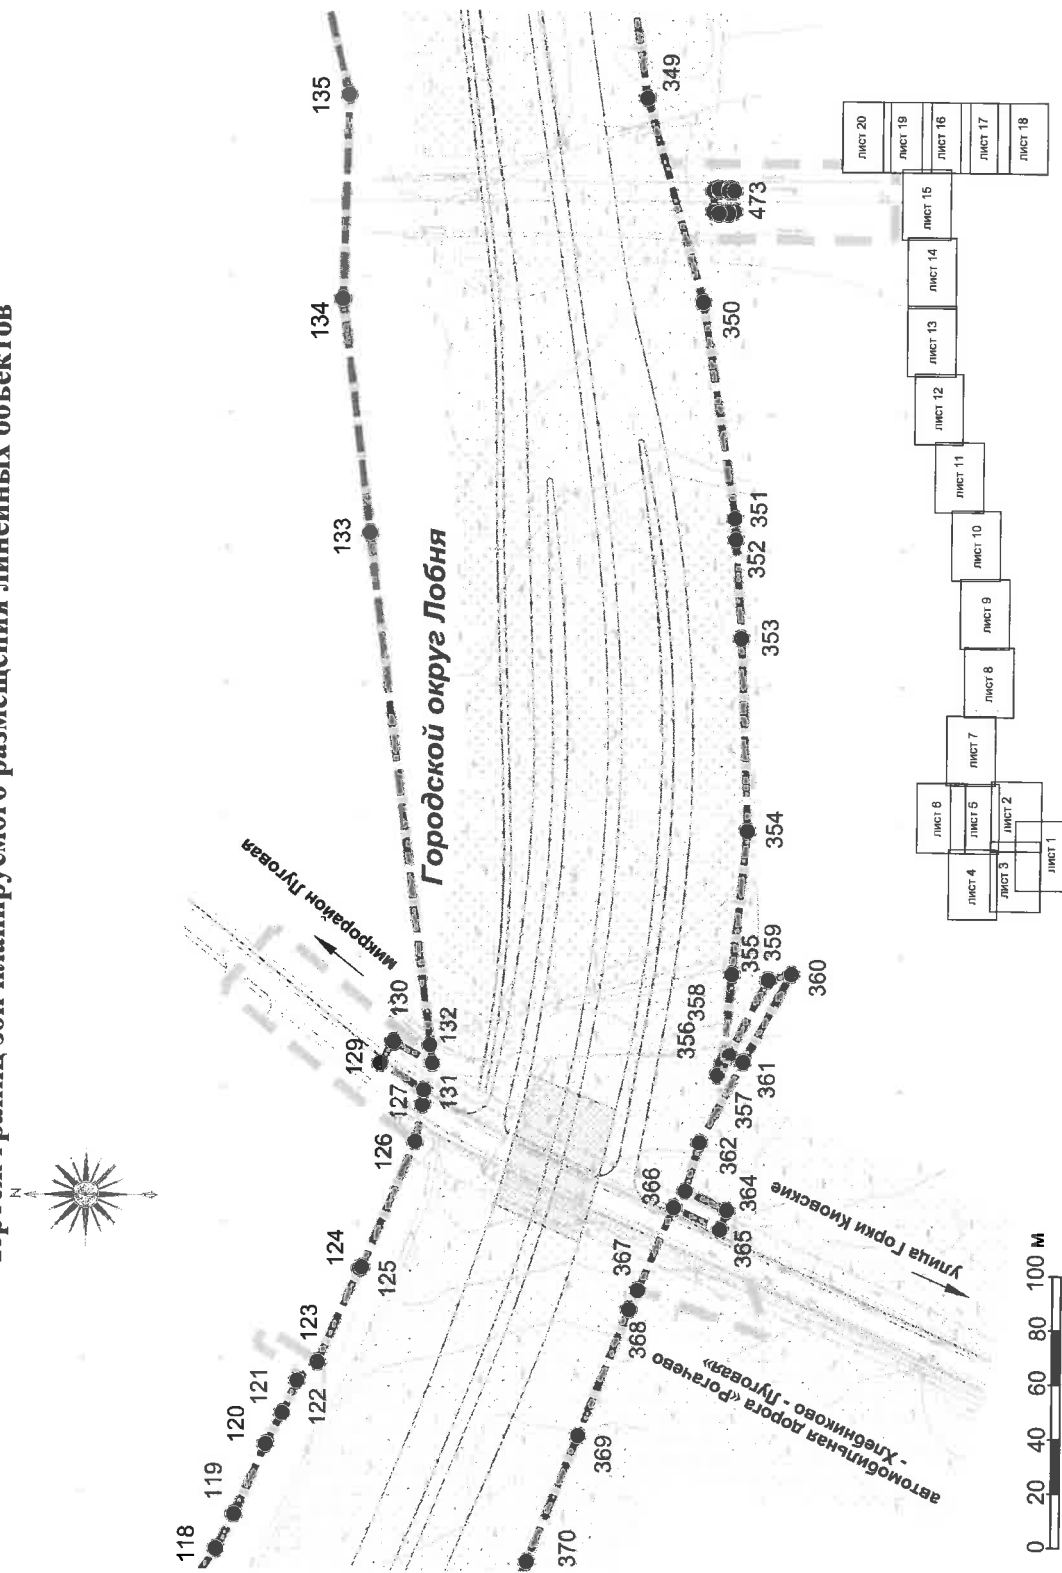 размещения линейных объектов
N
118
119
120
121
122
123
124
125
126
127
129
130
131
132
133
134
135
микрорайон Луговая
Городской округ Лобня
349
350
351
352
353
354
355
356
357
358
359
360
361
362
364
365
366
367
368
369
370
473
улица Горки Киовские
автомобильная дорога «Рогачево
- Хлебниково - Луговая»
0 20 40 60 80 100 м
лист 1
лист 2
лист 3
лист 4
лист 5
лист 6
лист 7
лист 8
лист 9
лист 10
лист 11
лист 12
лист 13
лист 14
лист 15
лист 16
лист 17
лист 18
лист 19
лист 20